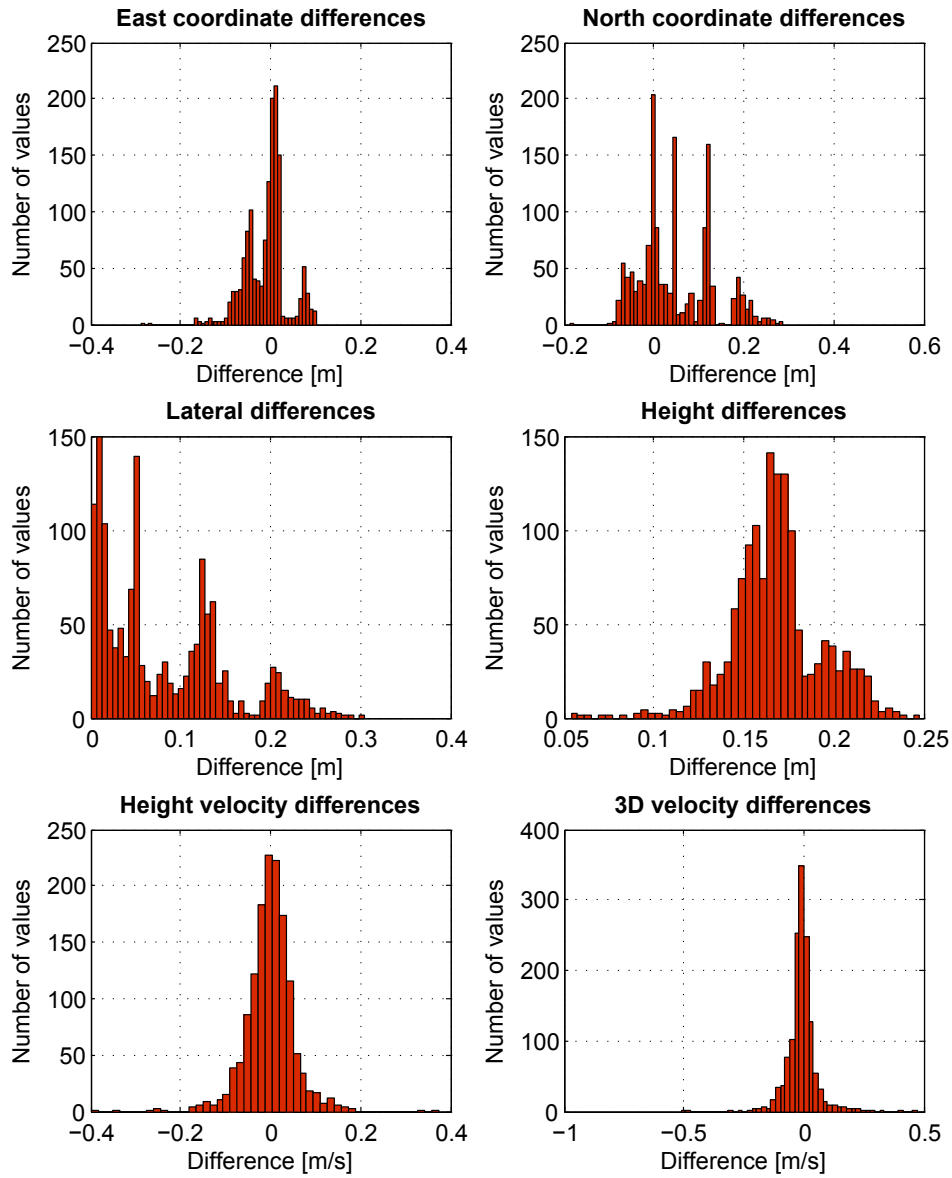 East coordinate differences
Number of values
250
200
150
100
50
0
−0.4 −0.2 0 0.2 0.4
Difference [m]
North coordinate differences
Number of values
250
200
150
100
50
0
−0.2 0 0.2 0.4 0.6
Difference [m]
Lateral differences
Number of values
150
100
50
0
0 0.1 0.2 0.3 0.4
Difference [m]
Height differences
Number of values
150
100
50
0
0.05 0.1 0.15 0.2 0.25
Difference [m]
Height velocity differences
Number of values
250
200
150
100
50
0
−0.4 −0.2 0 0.2 0.4
Difference [m/s]
3D velocity differences
Number of values
400
300
200
100
0
−1 −0.5 0 0.5
Difference [m/s]